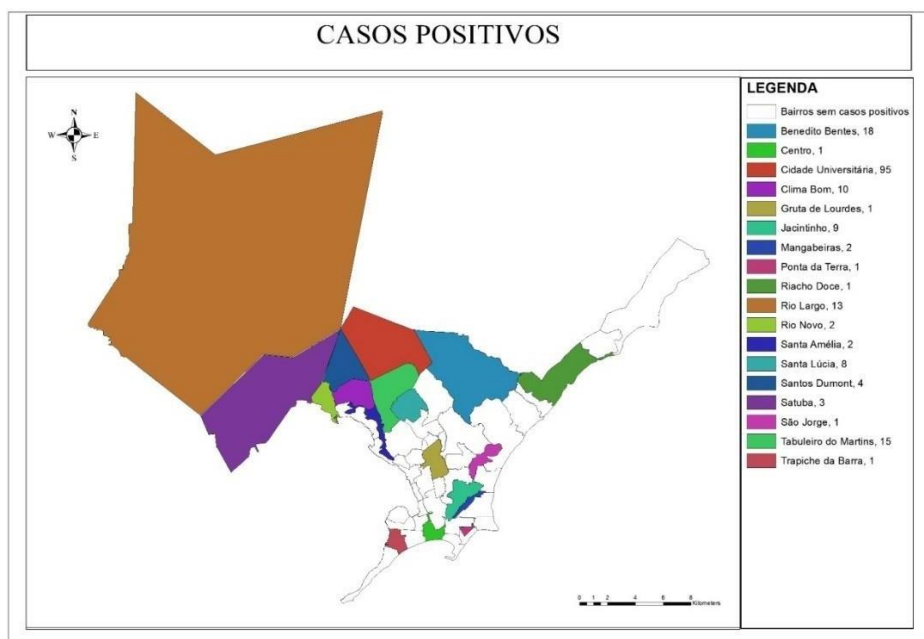 CASOS POSITIVOS
N
W E
S
LEGENDA
Bairros sem casos positivos
Benedito Bentes, 18
Centro, 1
Cidade Universitária, 95
Clima Bom, 10
Gruta de Lourdes, 1
Jacintinho, 9
Mangabeiras, 2
Ponta da Terra, 1
Riacho Doce, 1
Rio Largo, 13
Rio Novo, 2
Santa Amélia, 2
Santa Lúcia, 8
Santos Dumont, 4
Satuba, 3
São Jorge, 1
Tabuleiro do Martins, 15
Trapiche da Barra, 1
0 1 2 4 6 8
Kilometers